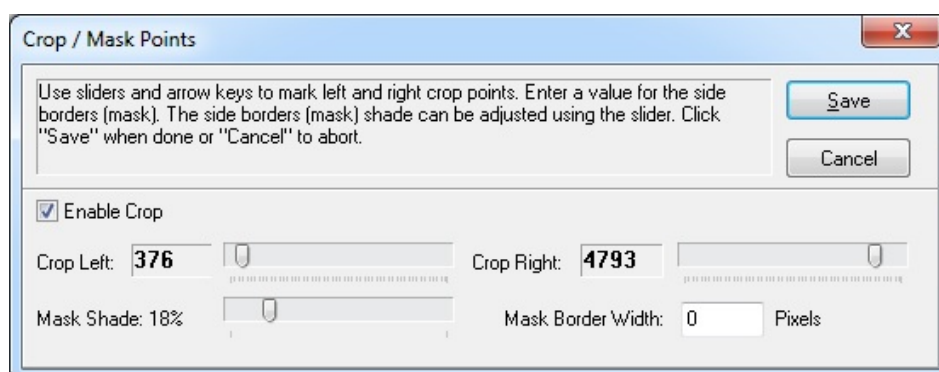 Crop / Mask Points
Use sliders and arrow keys to mark left and right crop points. Enter a value for the side
borders (mask). The side borders (mask) shade can be adjusted using the slider. Click
"Save" when done or "Cancel" to abort.
Save
Cancel
Enable Crop
Crop Left: 376 Crop Right: 4793
Mask Shade: 18% Mask Border Width: 0 Pixels